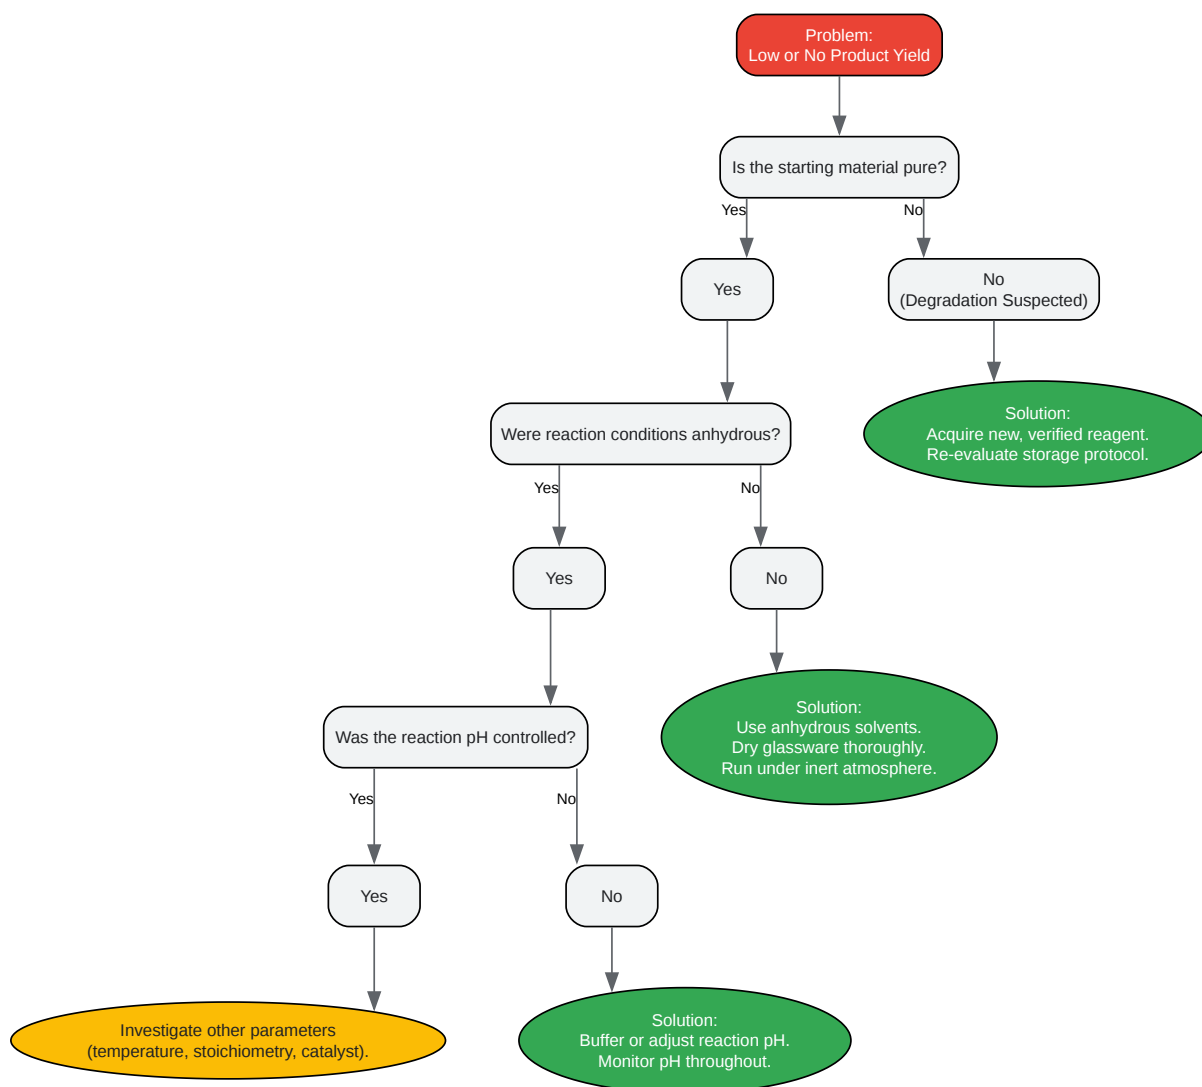 Problem:
Low or No Product Yield
Is the starting material pure?
Yes
No
Yes
No
(Degradation Suspected)
Solution:
Acquire new, verified reagent.
Re-evaluate storage protocol.
Were reaction conditions anhydrous?
Yes
No
Yes
No
Solution:
Use anhydrous solvents.
Dry glassware thoroughly.
Run under inert atmosphere.
Was the reaction pH controlled?
Yes
No
Yes
No
Investigate other parameters
(temperature, stoichiometry, catalyst).
Solution:
Buffer or adjust reaction pH.
Monitor pH throughout.